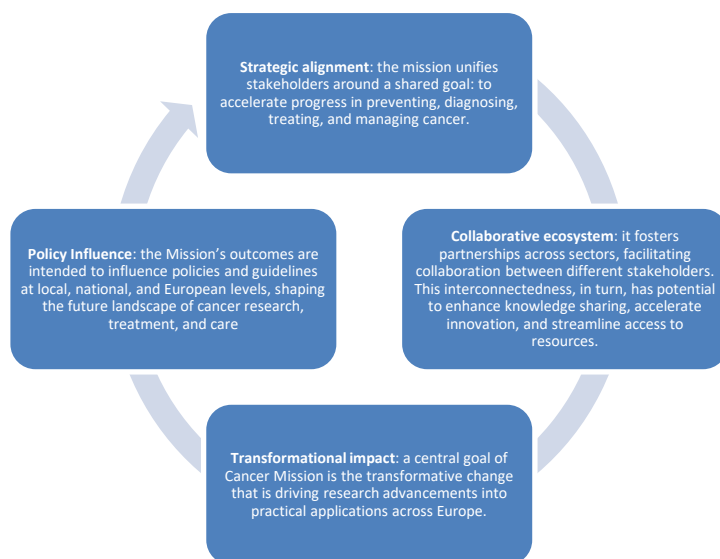 Strategic alignment: the mission unifies
stakeholders around a shared goal: to
accelerate progress in preventing, diagnosing,
treating, and managing cancer.
Collaborative ecosystem: it fosters
partnerships across sectors, facilitating
collaboration between different stakeholders.
This interconnectedness, in turn, has potential
to enhance knowledge sharing, accelerate
innovation, and streamline access to
resources.
Transformational impact: a central goal of
Cancer Mission is the transformative change
that is driving research advancements into
practical applications across Europe.
Policy Influence: the Mission's outcomes are
intended to influence policies and guidelines
at local, national, and European levels, shaping
the future landscape of cancer research,
treatment, and care